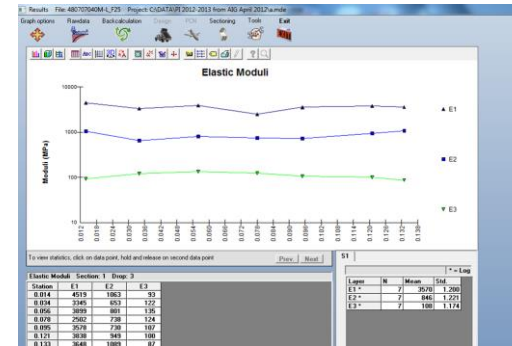 Results File: 480707040M-L_F25 Project: C:\DATA\FJ 2012-2013 from AIG April 2012\a.mde
Graph options Rawdata Backcalculation Design PCN Sectioning Tools Exit
Elastic Moduli
Moduli (MPa)
10000
1000
100
10
E1
E2
E3
0.012 0.018 0.024 0.030 0.036 0.042 0.048 0.054 0.060 0.066 0.072 0.078 0.084 0.090 0.096 0.102 0.108 0.114 0.120 0.126 0.132 0.138
To view statistics, click on data point, hold and release on second data point
Prev. Next
S1
* = Log
Elastic Moduli Section: 1 Drop: 3
Station E1 E2 E3
0.014 4519 1063 93
0.034 3345 653 122
0.056 3899 801 135
0.078 2502 738 124
0.095 3578 730 107
0.121 3838 949 100
0.133 3648 1089 87
Layer N Mean Std.
E1 * 7 3570 1.200
E2 * 7 846 1.221
E3 * 7 108 1.174